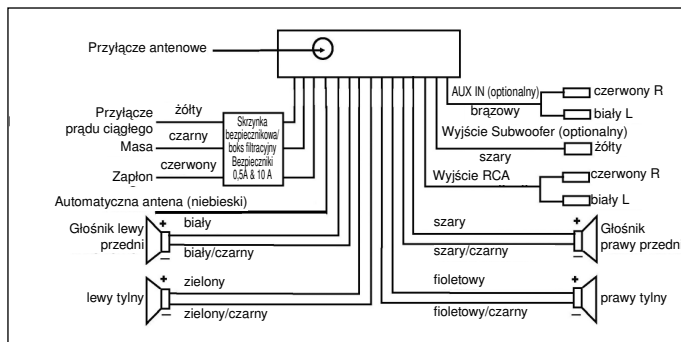 Przyłącze antenowe
AUX IN (optionalny)
czerwony R
brązowy
biały L
Przyłącze
prądu ciągłego
żółty
Skrzynka
bezpiecznikowa/
boks filtracyjny
Bezpieczniki
0,5A & 10 A
Masa
czarny
Zapłon
czerwony
Wyjście Subwoofer (optionalny)
szary
żółty
Wyjście RCA
czerwony R
biały L
Automatyczna antena (niebieski)
Głośnik lewy
przedni
+
biały
biały/czarny
–
szary
szary/czarny
+
–
Głośnik
prawy przedn
lewy tylny
+
zielony
zielony/czarny
–
fioletowy
fioletowy/czarny
+
–
prawy tylny